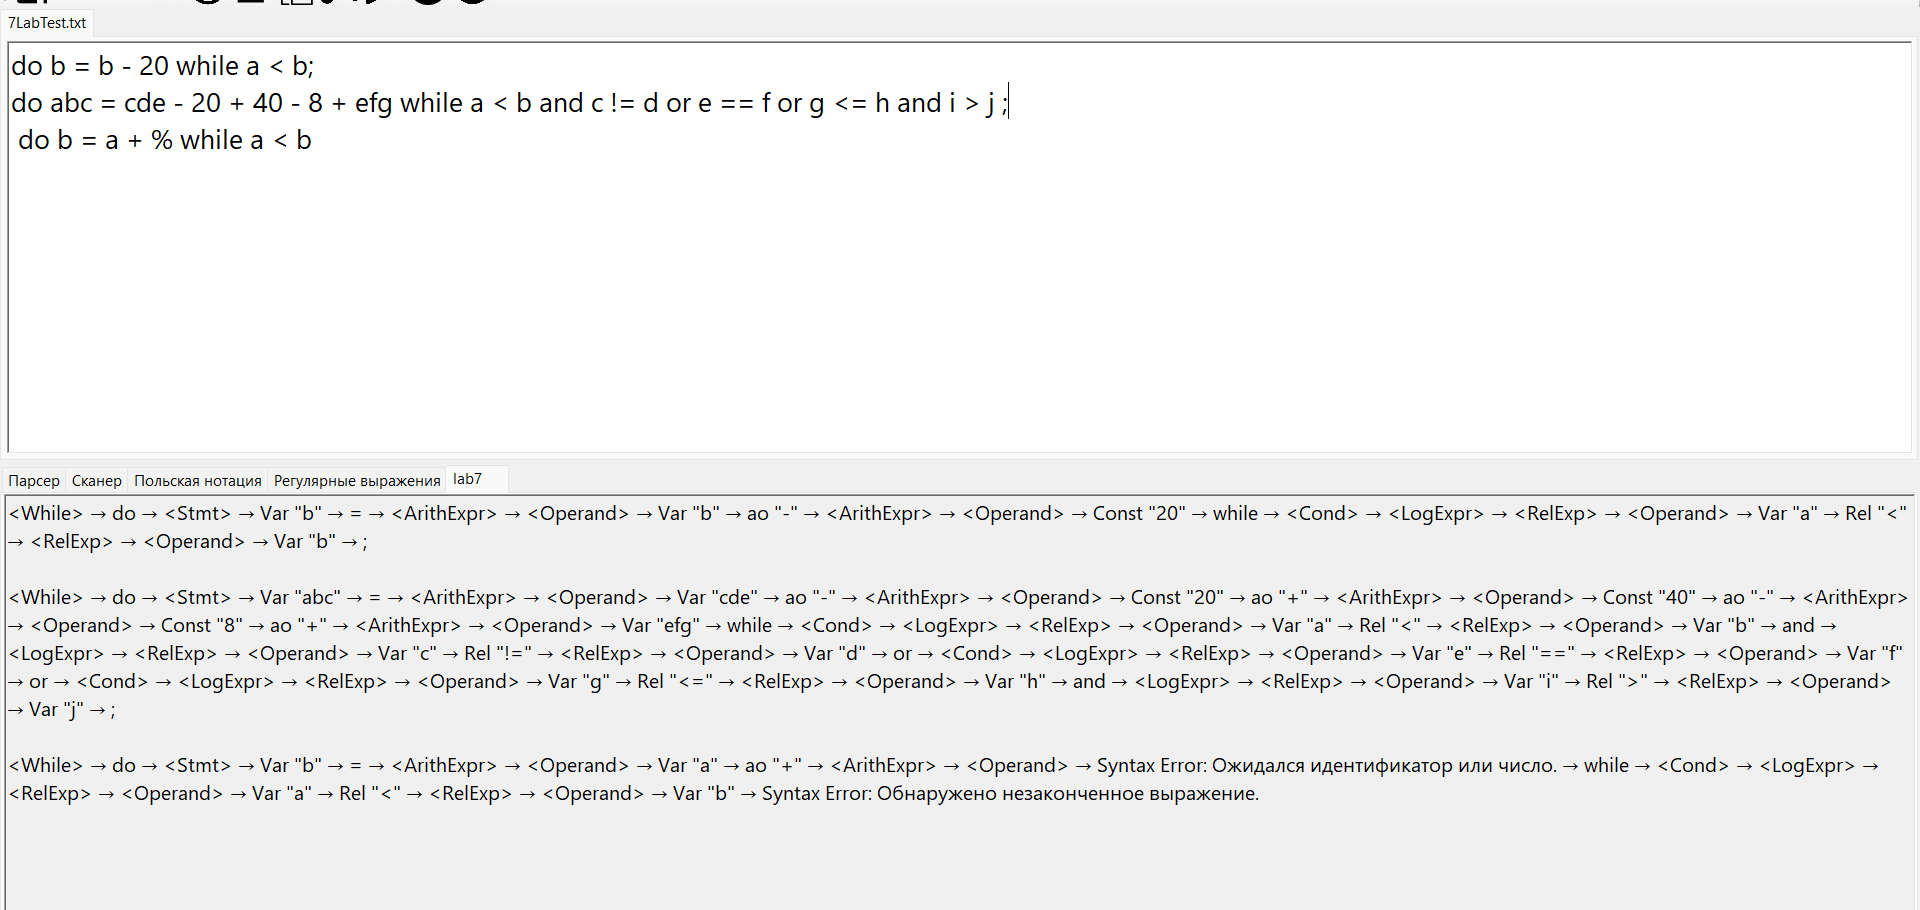 7LabTest.txt
do b = b - 20 while a < b;
do abc = cde - 20 + 40 - 8 + efg while a < b and c != d or e == f or g <= h and i > j ;
do b = a + % while a < b
Парсер Сканер Польская нотация Регулярные выражения lab7
<While> → do → <Stmt> → Var "b" → = → <ArithExpr> → <Operand> → Var "b" → ao "-" → <ArithExpr> → <Operand> → Const "20" → while → <Cond> → <LogExpr> → <RelExp> → <Operand> → Var "a" → Rel "<"
→ <RelExp> → <Operand> → Var "b" → ;
<While> → do → <Stmt> → Var "abc" → = → <ArithExpr> → <Operand> → Var "cde" → ao "-" → <ArithExpr> → <Operand> → Const "20" → ao "+" → <ArithExpr> → <Operand> → Const "40" → ao "-" → <ArithExpr>
→ <Operand> → Const "8" → ao "+" → <ArithExpr> → <Operand> → Var "efg" → while → <Cond> → <LogExpr> → <RelExp> → <Operand> → Var "a" → Rel "<" → <RelExp> → <Operand> → Var "b" → and →
<LogExpr> → <RelExp> → <Operand> → Var "c" → Rel "!=" → <RelExp> → <Operand> → Var "d" → or → <Cond> → <LogExpr> → <RelExp> → <Operand> → Var "e" → Rel "==" → <RelExp> → <Operand> → Var "f"
→ or → <Cond> → <LogExpr> → <RelExp> → <Operand> → Var "g" → Rel "<=" → <RelExp> → <Operand> → Var "h" → and → <LogExpr> → <RelExp> → <Operand> → Var "i" → Rel ">" → <RelExp> → <Operand>
→ Var "j" → ;
<While> → do → <Stmt> → Var "b" → = → <ArithExpr> → <Operand> → Var "a" → ao "+" → <ArithExpr> → <Operand> → Syntax Error: Ожидался идентификатор или число. → while → <Cond> → <LogExpr> →
<RelExp> → <Operand> → Var "a" → Rel "<" → <RelExp> → <Operand> → Var "b" → Syntax Error: Обнаружено незаконченное выражение.